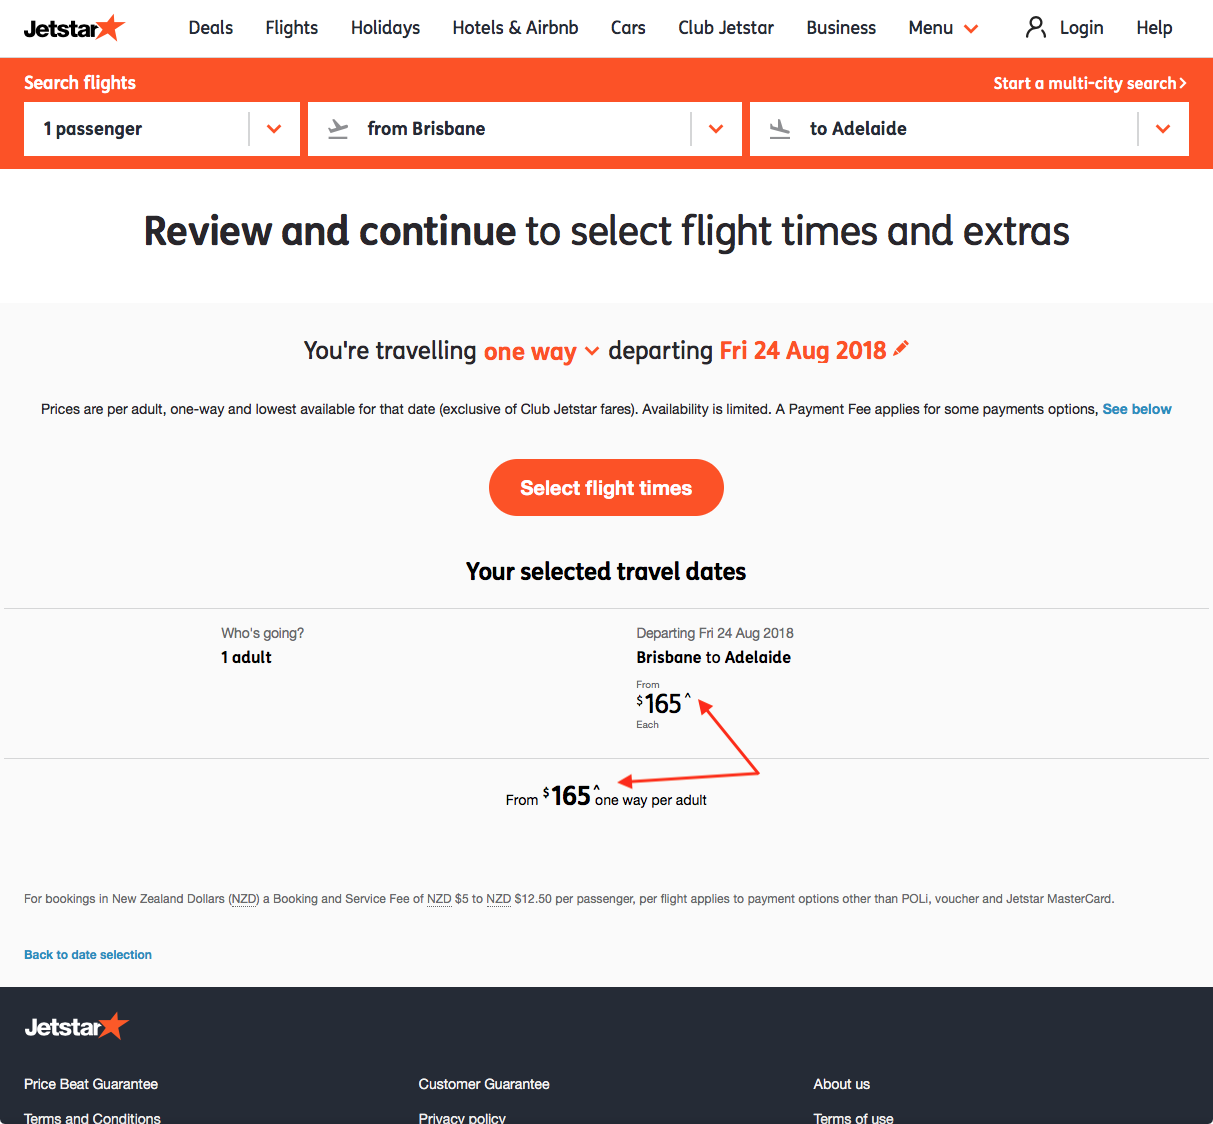 Jetstar Deals Flights Holidays Hotels & Airbnb Cars Club Jetstar Business Menu Login Help
Search flights Start a multi-city search
1 passenger from Brisbane to Adelaide
Review and continue to select flight times and extras
You're travelling one way departing Fri 24 Aug 2018
Prices are per adult, one-way and lowest available for that date (exclusive of Club Jetstar fares). Availability is limited. A Payment Fee applies for some payments options, See below
Select flight times
Your selected travel dates
Who's going? Departing Fri 24 Aug 2018
1 adult Brisbane to Adelaide
From
$165^
Each
From $165^ one way per adult
For bookings in New Zealand Dollars (NZD) a Booking and Service Fee of NZD $5 to NZD $12.50 per passenger, per flight applies to payment options other than POLi, voucher and Jetstar MasterCard.
Back to date selection
Jetstar
Price Beat Guarantee Customer Guarantee About us
Terms and Conditions Privacy policy Terms of use